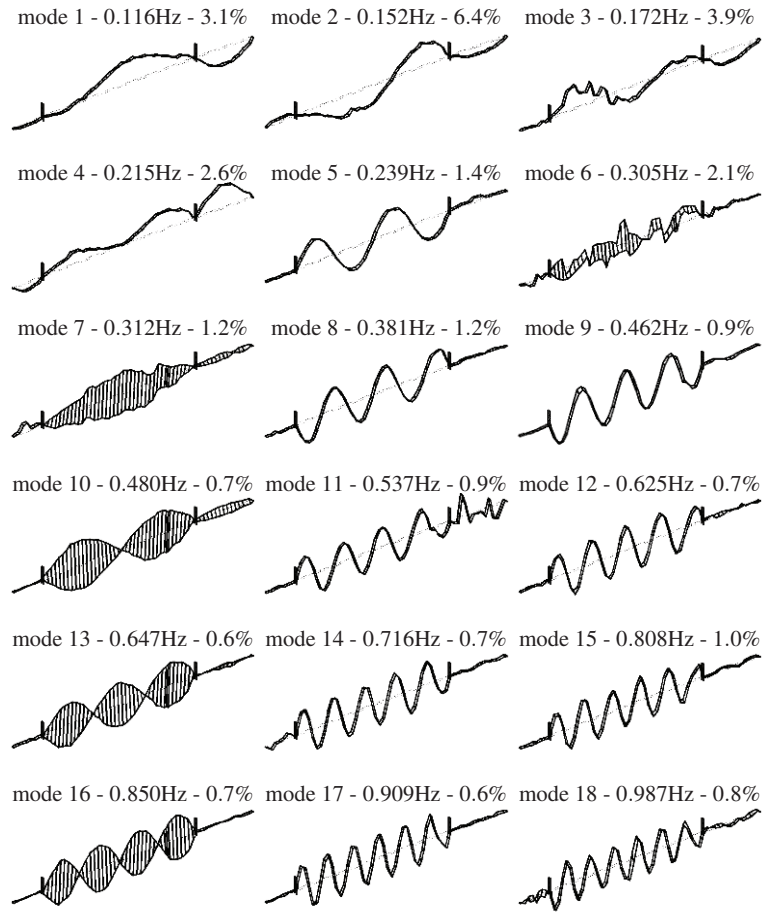 mode 1 - 0.116Hz - 3.1% mode 2 - 0.152Hz - 6.4% mode 3 - 0.172Hz - 3.9%
mode 4 - 0.215Hz - 2.6% mode 5 - 0.239Hz - 1.4% mode 6 - 0.305Hz - 2.1%
mode 7 - 0.312Hz - 1.2% mode 8 - 0.381Hz - 1.2% mode 9 - 0.462Hz - 0.9%
mode 10 - 0.480Hz - 0.7% mode 11 - 0.537Hz - 0.9% mode 12 - 0.625Hz - 0.7%
mode 13 - 0.647Hz - 0.6% mode 14 - 0.716Hz - 0.7% mode 15 - 0.808Hz - 1.0%
mode 16 - 0.850Hz - 0.7% mode 17 - 0.909Hz - 0.6% mode 18 - 0.987Hz - 0.8%